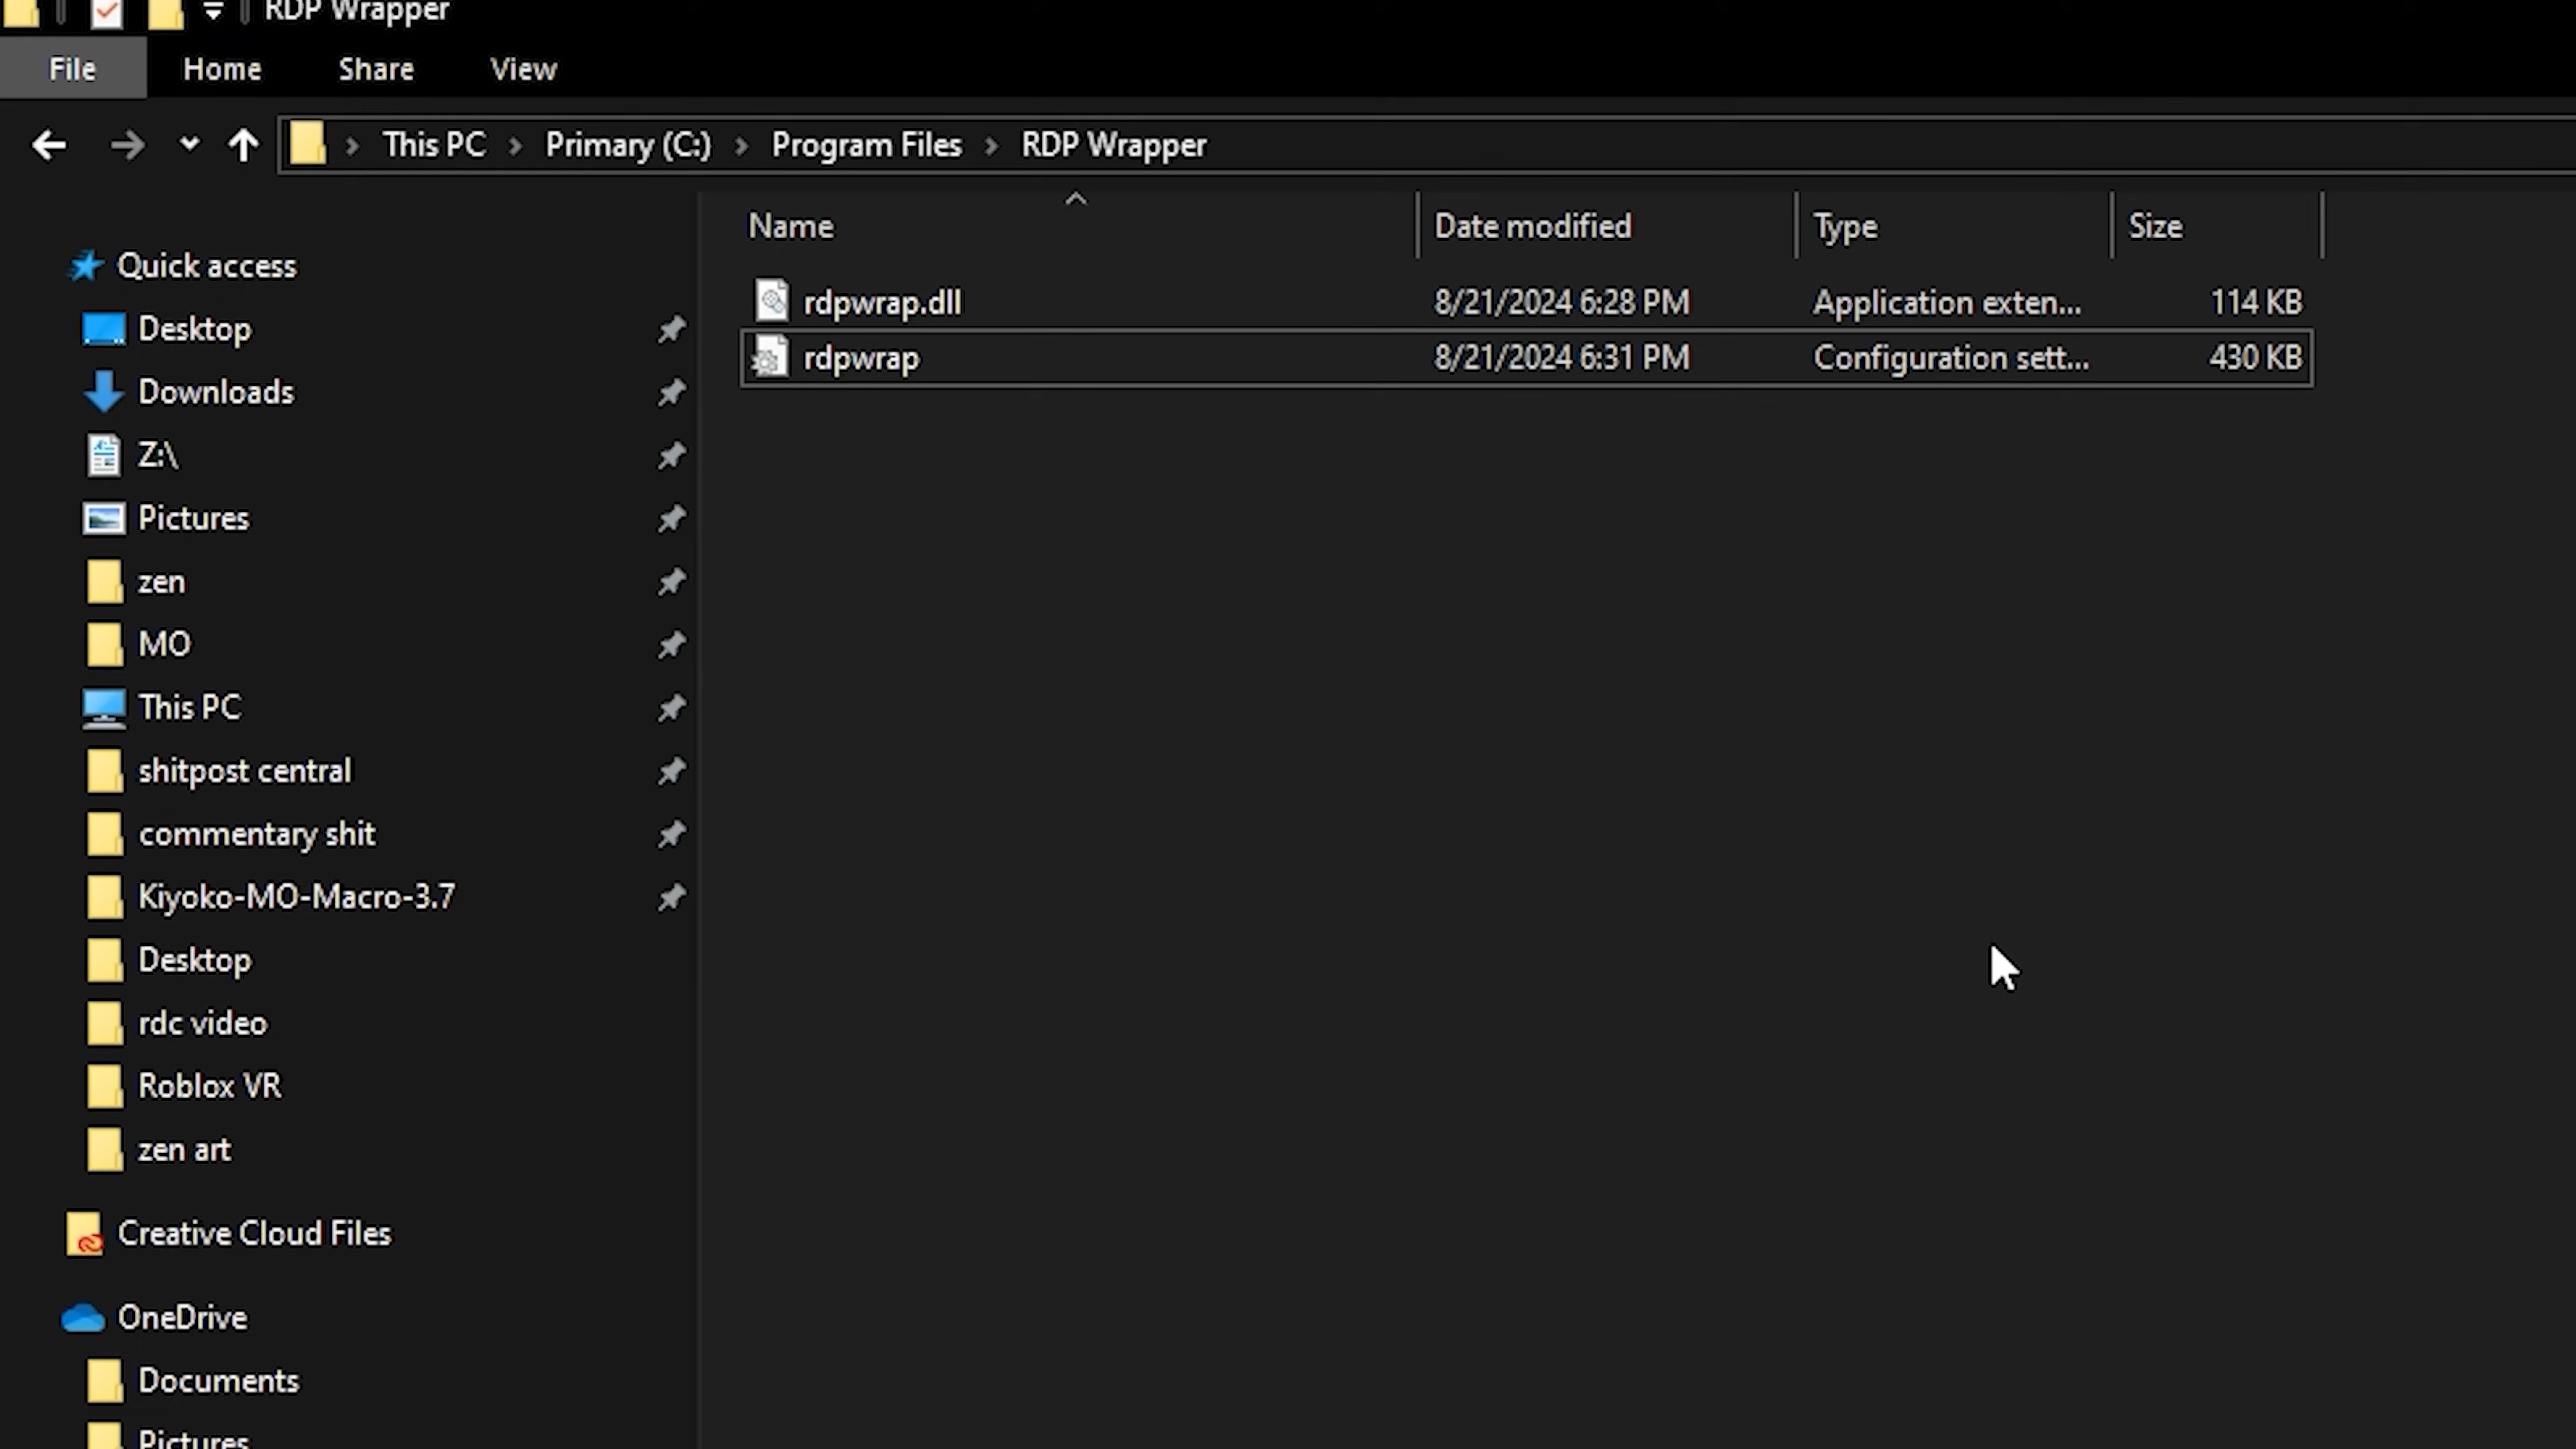 RDP Wrapper
File Home Share View
This PC Primary (C:) Program Files RDP Wrapper
Name Date modified Type Size
rdpwrap.dll 8/21/2024 6:28 PM Application exten... 114 KB
rdpwrap 8/21/2024 6:31 PM Configuration sett... 430 KB
Quick access
Desktop
Downloads
Z:\
Pictures
zen
MO
This PC
shitpost central
commentary shit
Kiyoko-MO-Macro-3.7
Desktop
rdc video
Roblox VR
zen art
Creative Cloud Files
OneDrive
Documents
Pictures